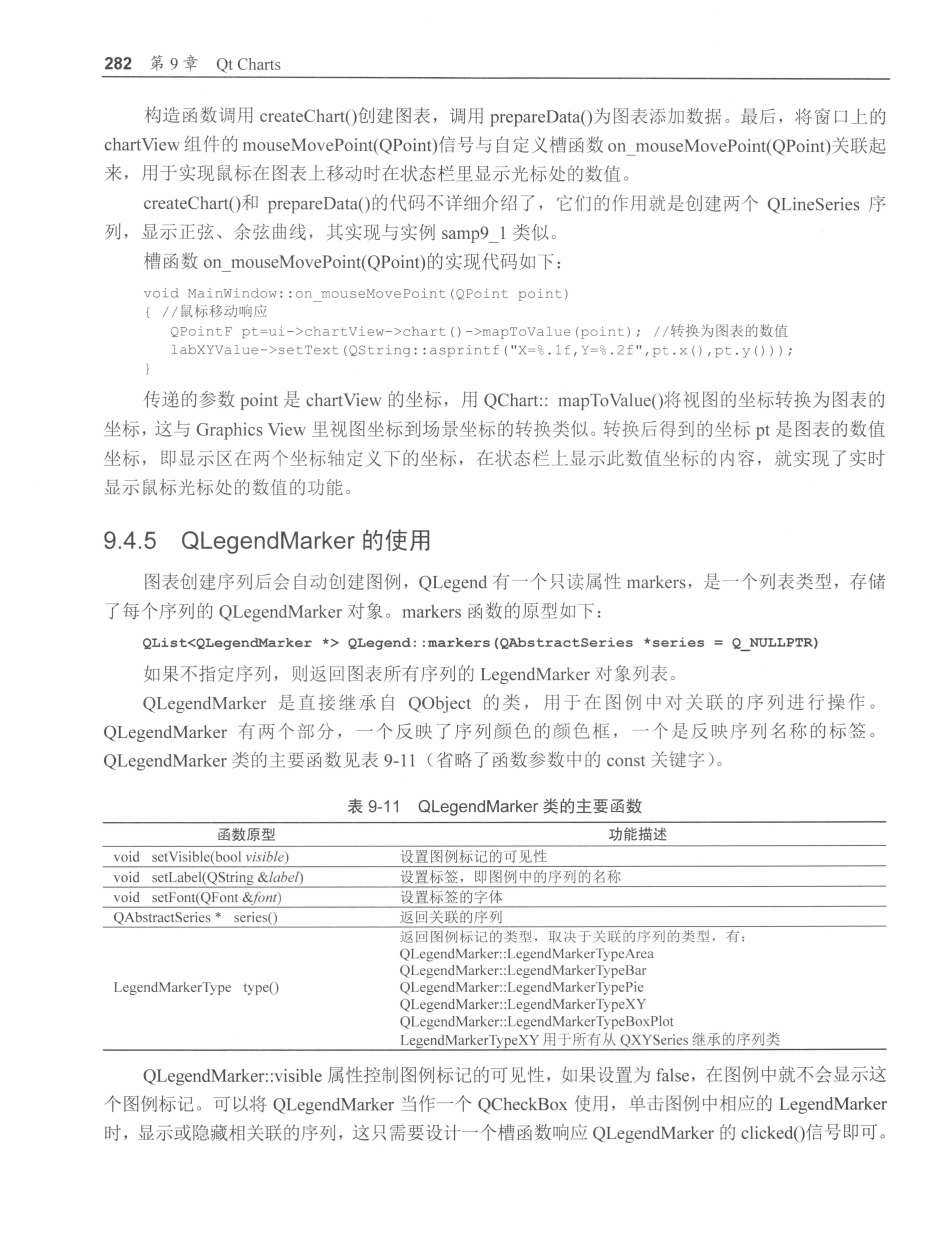 282 第 9 章 Qt Charts
构造函数调用 createChart()创建图表，调用 prepareData()为图表添加数据。最后，将窗口上的
chartView 组件的 mouseMovePoint(QPoint)信号与自定义槽函数 on_mouseMovePoint(QPoint)关联起
来，用于实现鼠标在图表上移动时在状态栏里显示光标处的数值。
createChart()和 prepareData()的代码不详细介绍了，它们的作用就是创建两个 QLineSeries 序
列，显示正弦、余弦曲线，其实现与实例 samp9_1 类似。
槽函数 on_mouseMovePoint(QPoint)的实现代码如下：
void MainWindow::on_mouseMovePoint(QPoint point)
{ //鼠标移动响应
QPointF pt=ui->chartView->chart()->mapToValue(point); //转换为图表的数值
labXYValue->setText(QString::asprintf("X=%.1f,Y=%.2f",pt.x(),pt.y()));
}
传递的参数 point 是 chartView 的坐标，用 QChart:: mapToValue()将视图的坐标转换为图表的
坐标，这与 Graphics View 里视图坐标到场景坐标的转换类似。转换后得到的坐标 pt 是图表的数值
坐标，即显示区在两个坐标轴定义下的坐标，在状态栏上显示此数值坐标的内容，就实现了实时
显示鼠标光标处的数值的功能。
9.4.5 QLegendMarker 的使用
图表创建序列后会自动创建图例，QLegend 有一个只读属性 markers，是一个列表类型，存储
了每个序列的 QLegendMarker 对象。markers 函数的原型如下：
QList<QLegendMarker *> QLegend::markers(QAbstractSeries *series = Q_NULLPTR)
如果不指定序列，则返回图表所有序列的 LegendMarker 对象列表。
QLegendMarker 是直接继承自 QObject 的类，用于在图例中对关联的序列进行操作。
QLegendMarker 有两个部分，一个反映了序列颜色的颜色框，一个是反映序列名称的标签。
QLegendMarker 类的主要函数见表 9-11（省略了函数参数中的 const 关键字）。
表 9-11 QLegendMarker 类的主要函数
函数原型 功能描述
void setVisible(bool visible) 设置图例标记的可见性
void setLabel(QString &label) 设置标签，即图例中的序列的名称
void setFont(QFont &font) 设置标签的字体
QAbstractSeries * series() 返回关联的序列
返回图例标记的类型，取决于关联的序列的类型，有：
QLegendMarker::LegendMarkerTypeArea
QLegendMarker::LegendMarkerTypeBar
LegendMarkerType type() QLegendMarker::LegendMarkerTypePie
QLegendMarker::LegendMarkerTypeXY
QLegendMarker::LegendMarkerTypeBoxPlot
LegendMarkerTypeXY 用于所有从 QXYSeries 继承的序列类
QLegendMarker::visible 属性控制图例标记的可见性，如果设置为 false，在图例中就不会显示这
个图例标记。可以将 QLegendMarker 当作一个 QCheckBox 使用，单击图例中相应的 LegendMarker
时，显示或隐藏相关联的序列，这只需要设计一个槽函数响应 QLegendMarker 的 clicked()信号即可。